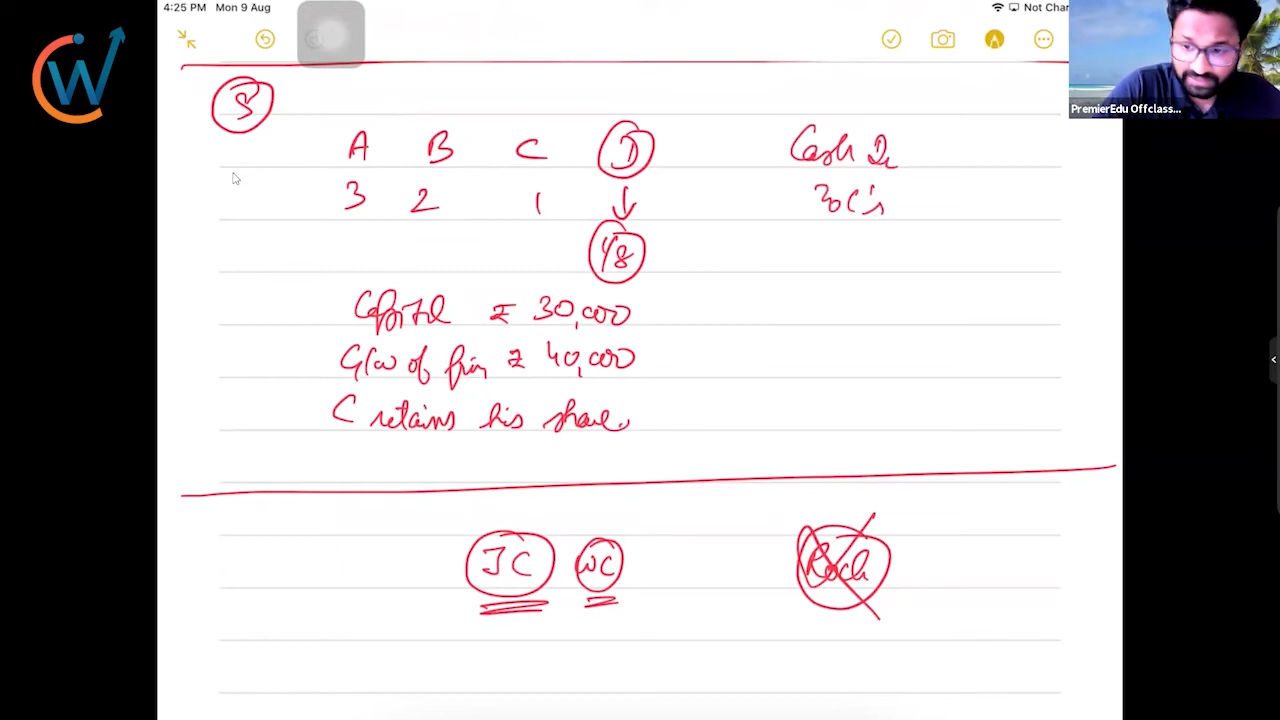 4:25 PM Mon 9 Aug
Not Char
W
PremierEdu Offclass...
8
A B C D Cash Dr
3 2 1
1/8
Capital ₹ 30,000
G/w of firm ₹ 40,000
C retains his share.
JC WC